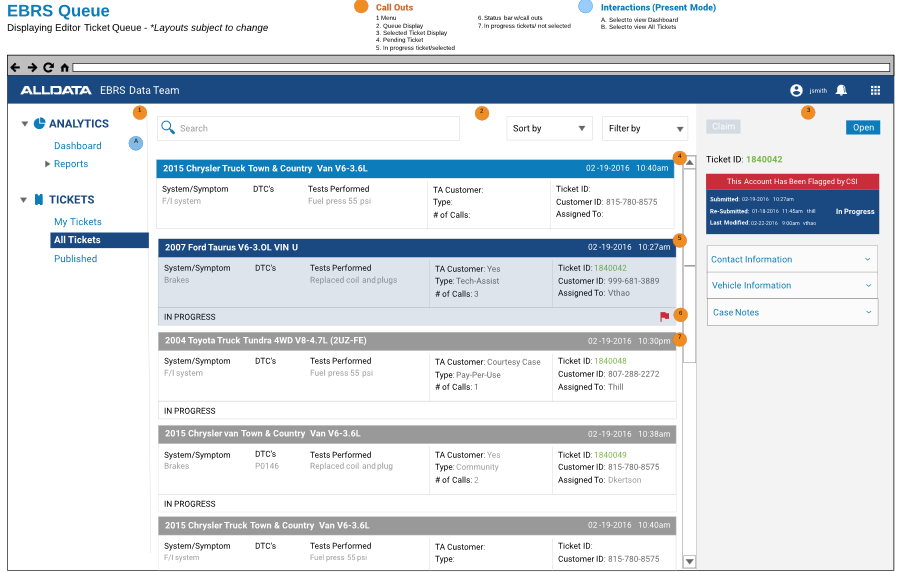 EBRS Queue
Displaying Editor Ticket Queue - *Layouts subject to change
Call Outs
1 Menu
2. Queue Display
3. Selected Ticket Display
4. Pending Ticket
5. In progress ticket/selected
6. Status bar w/call outs
7. In progress tickets/ not selected
Interactions (Present Mode)
A. Select to view Dashboard
B. Select to view All Tickets
ALLDATA EBRS Data Team
jsmith
1
ANALYTICS
Dashboard
A
Reports
TICKETS
My Tickets
All Tickets
Published
2
Search
Sort by
Filter by
4
2015 Chrysler Truck Town & Country Van V6-3.6L 02-19-2016 10:40am
System/Symptom DTC's Tests Performed TA Customer: Ticket ID:
F/I system Fuel press 55 psi Type: Customer ID: 815-780-8575
# of Calls: Assigned To:
5
2007 Ford Taurus V6-3.OL VIN U 02-19-2016 10:27am
System/Symptom DTC's Tests Performed TA Customer: Yes Ticket ID: 1840042
Brakes Replaced coil and plugs Type: Tech-Assist Customer ID: 999-681-3889
# of Calls: 3 Assigned To: Vthao
IN PROGRESS
6
7
2004 Toyota Truck Tundra 4WD V8-4.7L (2UZ-FE) 02-19-2016 10:30pm
System/Symptom DTC's Tests Performed TA Customer: Courtesy Case Ticket ID: 1840048
F/I system Fuel press 55 psi Type: Pay-Per-Use Customer ID: 807-288-2272
# of Calls: 1 Assigned To: Thill
IN PROGRESS
2015 Chrysler van Town & Country Van V6-3.6L 02-19-2016 10:38am
System/Symptom DTC's Tests Performed TA Customer: Yes Ticket ID: 1840049
Brakes P0146 Replaced coil and plug Type: Community Customer ID: 815-780-8575
# of Calls: 2 Assigned To: Dkertson
IN PROGRESS
2015 Chrysler Truck Town & Country Van V6-3.6L 02-19-2016 10:40am
System/Symptom DTC's Tests Performed TA Customer: Ticket ID:
F/I system Fuel press 55 psi Type: Customer ID: 815-780-8575
3
Claim
Open
Ticket ID: 1840042
This Account Has Been Flagged by CSI
Submitted: 02-19-2016 10:27am
Re-Submitted: 01-18-2016 11:45am thill In Progress
Last Modified: 02-22-2016 9:00am vthao
Contact Information
Vehicle Information
Case Notes